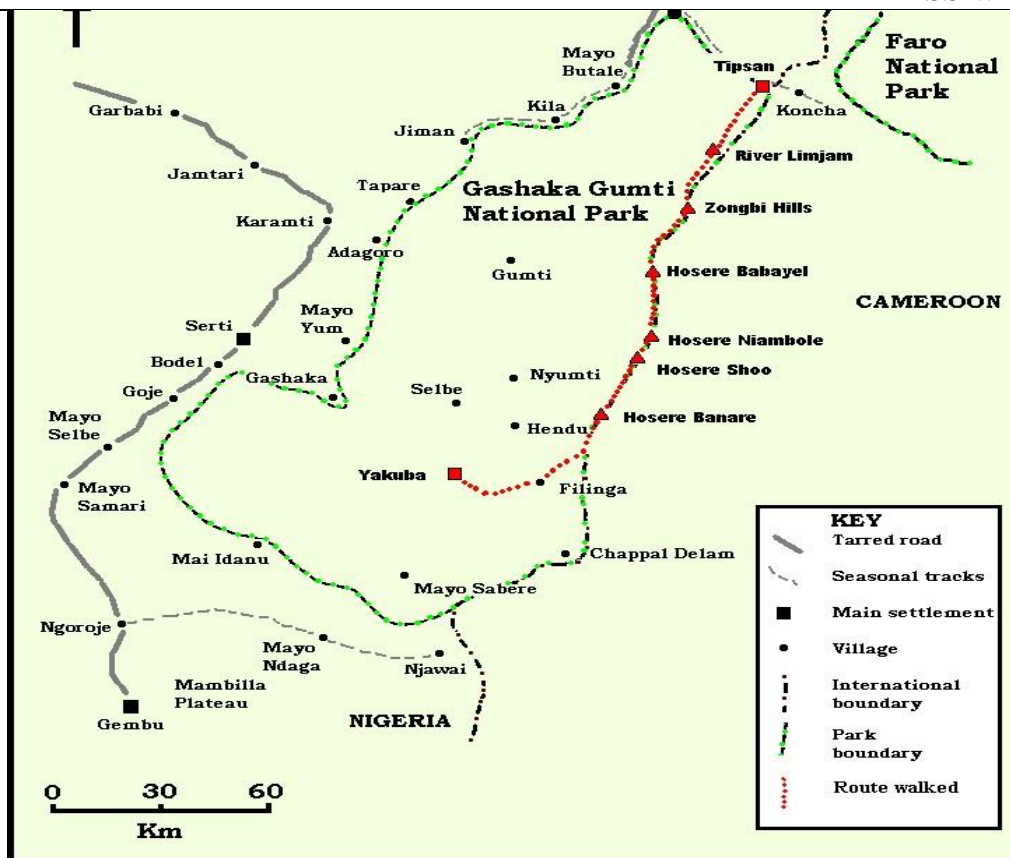 Faro
National
Park
Mayo
Butale
Tipsan
Garbabi
Kila
Koncha
Jiman
River Limjam
Jamtari
Tapare
Gashaka Gumti
National Park
Zongbi Hills
Karamti
Adagoro
Gumti
Hosere Babayel
CAMEROON
Mayo
Yum
Serti
Hosere Niambole
Bodel
Hosere Shoo
Gashaka
Nyumti
Goje
Selbe
Mayo
Selbe
Hosere Banare
Hendu
Yakuba
Filinga
Mayo
Samari
Mai Idanu
Chappal Delam
Mayo Sabere
Ngoroje
Mayo
Ndaga
Njawai
Mambilla
Plateau
Gembu
NIGERIA
KEY
Tarred road
Seasonal tracks
Main settlement
Village
International
boundary
Park
boundary
Route walked
0 30 60
Km